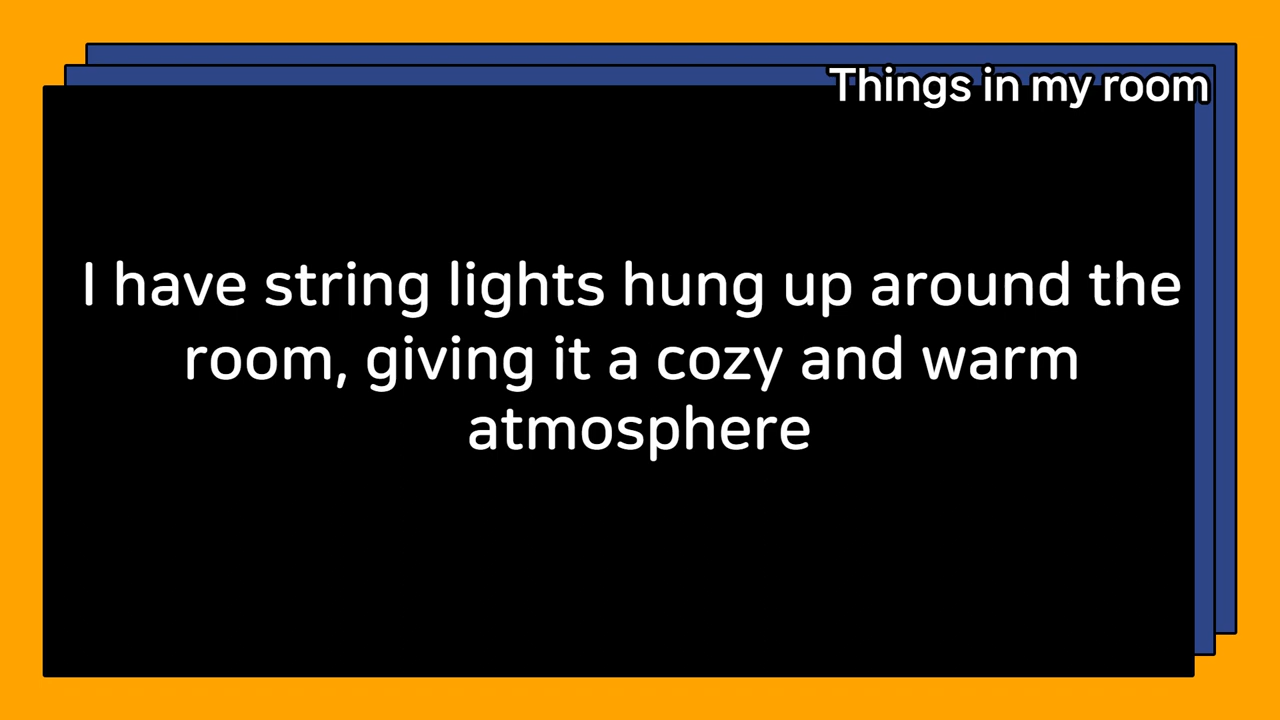 Things in my room
I have string lights hung up around the
room, giving it a cozy and warm
atmosphere